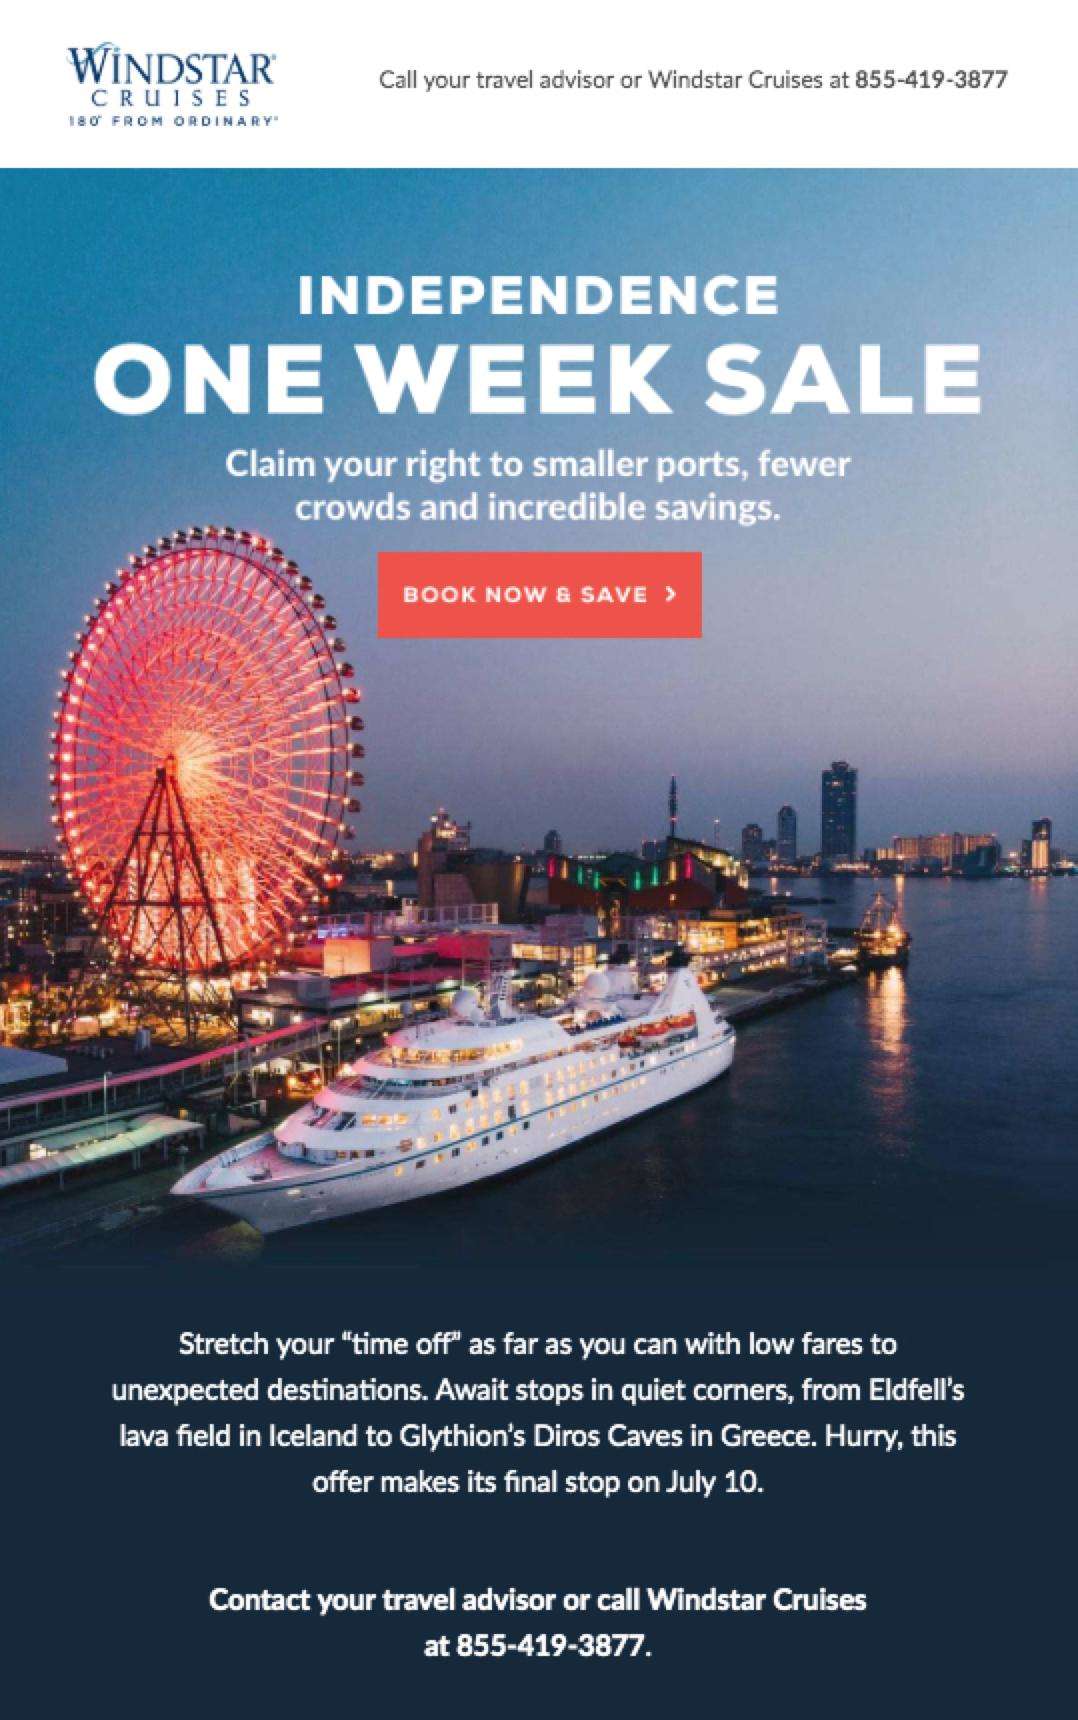 WINDSTAR®
CRUISES
180° FROM ORDINARY®
Call your travel advisor or Windstar Cruises at 855-419-3877
INDEPENDENCE
ONE WEEK SALE
Claim your right to smaller ports, fewer
crowds and incredible savings.
BOOK NOW & SAVE >
Stretch your “time off” as far as you can with low fares to
unexpected destinations. Await stops in quiet corners, from Eldfell’s
lava field in Iceland to Glythion’s Diros Caves in Greece. Hurry, this
offer makes its final stop on July 10.
Contact your travel advisor or call Windstar Cruises
at 855-419-3877.